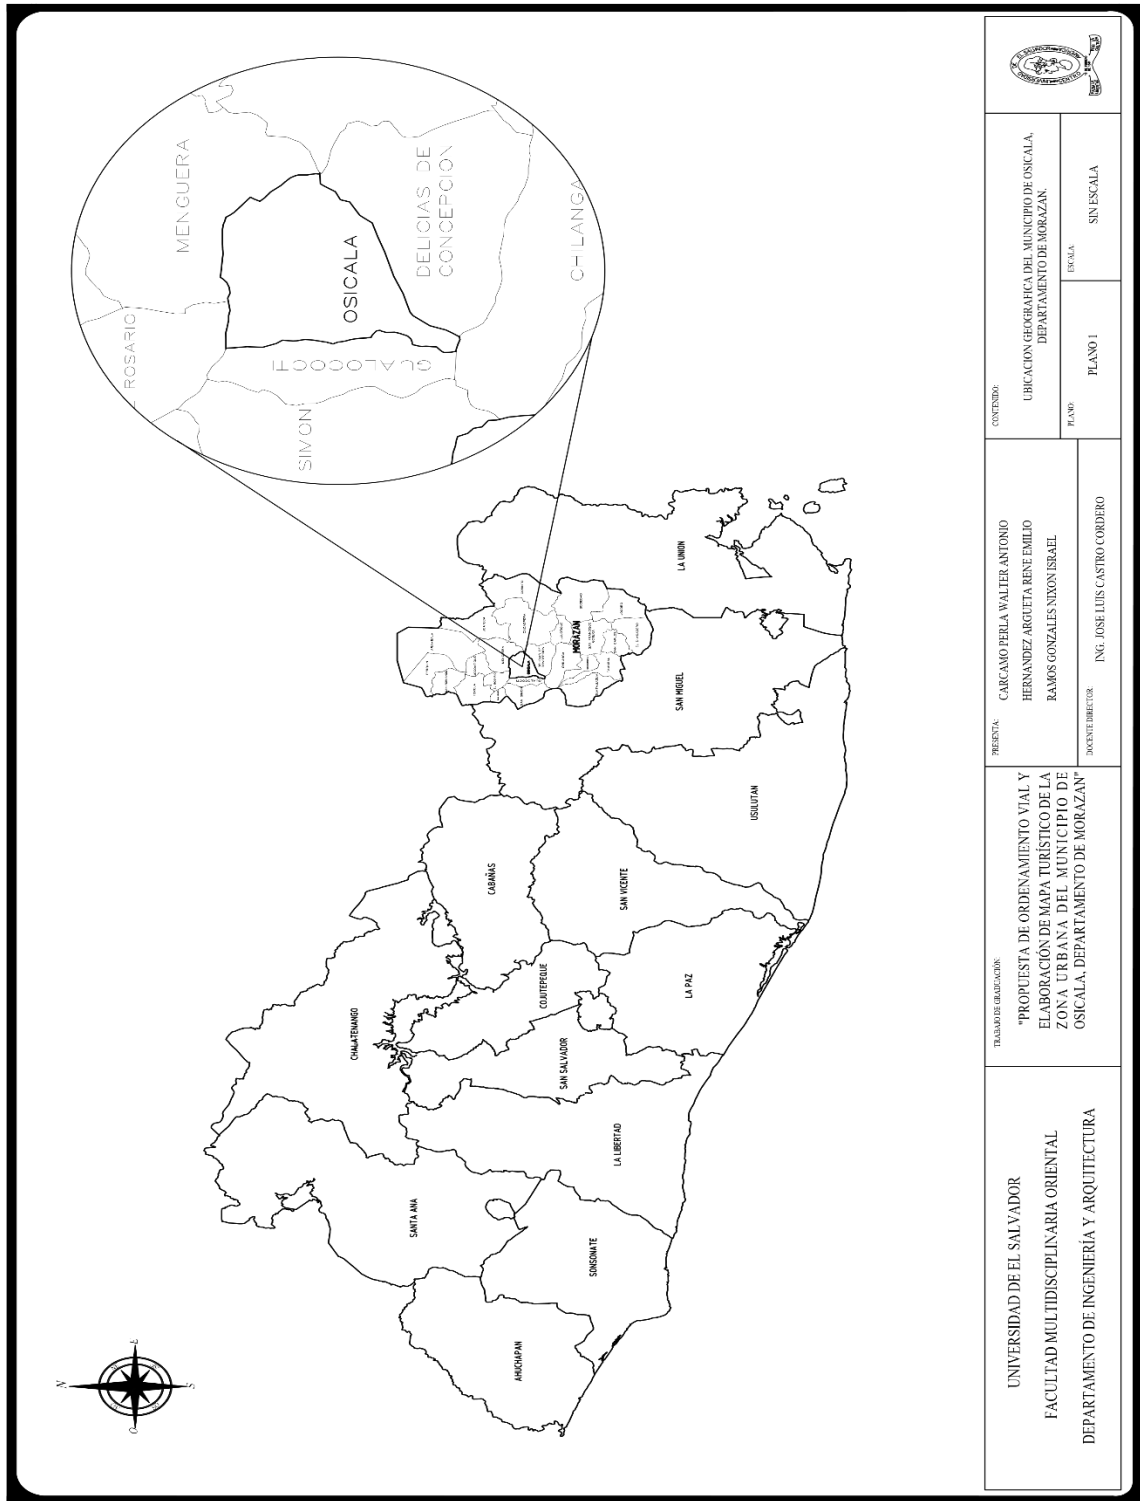 N
E
S
O
ROSARIO
MENGUERA
OSICALA
DELICIAS DE
CONCEPCION
CHILANGA
GUALOCOCTI
SIMON
AHUCHAPAN
SANTA ANA
SONSONATE
CHALATENANGO
LA LIBERTAD
SAN SALVADOR
COJUTEPEQUE
LA PAZ
CABAÑAS
SAN VICENTE
USULUTAN
SAN MIGUEL
MORAZAN
LA UNION
UNIVERSIDAD DE EL SALVADOR
FACULTAD MULTIDISCIPLINARIA ORIENTAL
DEPARTAMENTO DE INGENIERÍA Y ARQUITECTURA
TRABAJO DE GRADUACIÓN:
"PROPUESTA DE ORDENAMIENTO VIAL Y
ELABORACIÓN DE MAPA TURÍSTICO DE LA
ZONA URBANA DEL MUNICIPIO DE
OSICALA, DEPARTAMENTO DE MORAZAN"
PRESENTA:
CARCAMO PERLA WALTER ANTONIO
HERNANDEZ ARGUETA RENE EMILIO
RAMOS GONZALES NIXON ISRAEL
DOCENTE DIRECTOR:
ING. JOSE LUIS CASTRO CORDERO
CONTENIDO:
UBICACION GEOGRAFICA DEL MUNICIPIO DE OSICALA,
DEPARTAMENTO DE MORAZAN.
PLANO:
PLANO 1
ESCALA:
SIN ESCALA